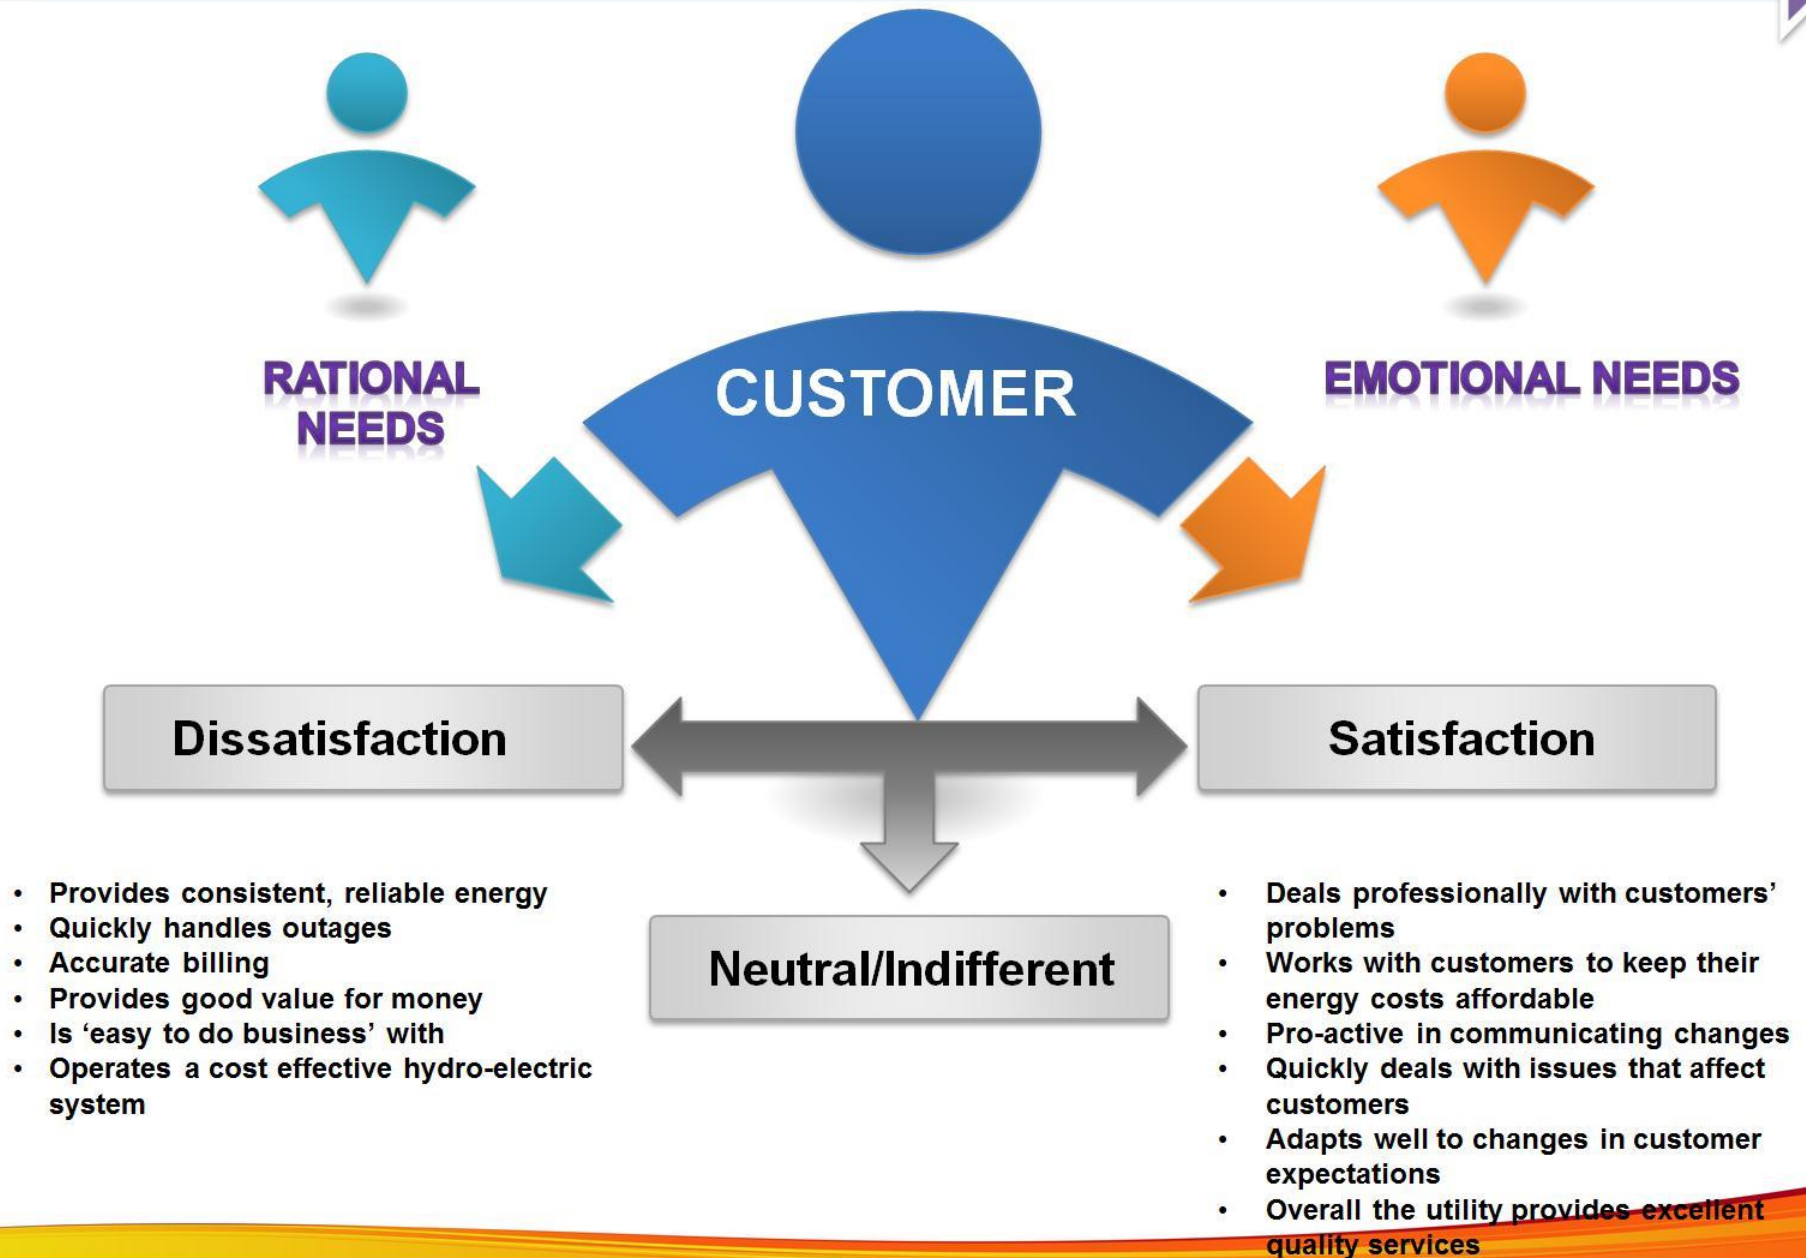 RATIONAL
NEEDS
CUSTOMER
EMOTIONAL NEEDS
Dissatisfaction
Satisfaction
Neutral/Indifferent
• Provides consistent, reliable energy
• Quickly handles outages
• Accurate billing
• Provides good value for money
• Is ‘easy to do business’ with
• Operates a cost effective hydro-electric
system
• Deals professionally with customers’
problems
• Works with customers to keep their
energy costs affordable
• Pro-active in communicating changes
• Quickly deals with issues that affect
customers
• Adapts well to changes in customer
expectations
• Overall the utility provides excellent
quality services